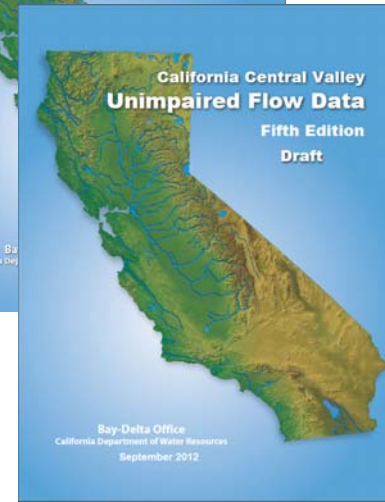 California Central Valley
Unimpaired Flow Data
Fifth Edition
Draft
Bay-Delta Office
California Department of Water Resources
September 2012